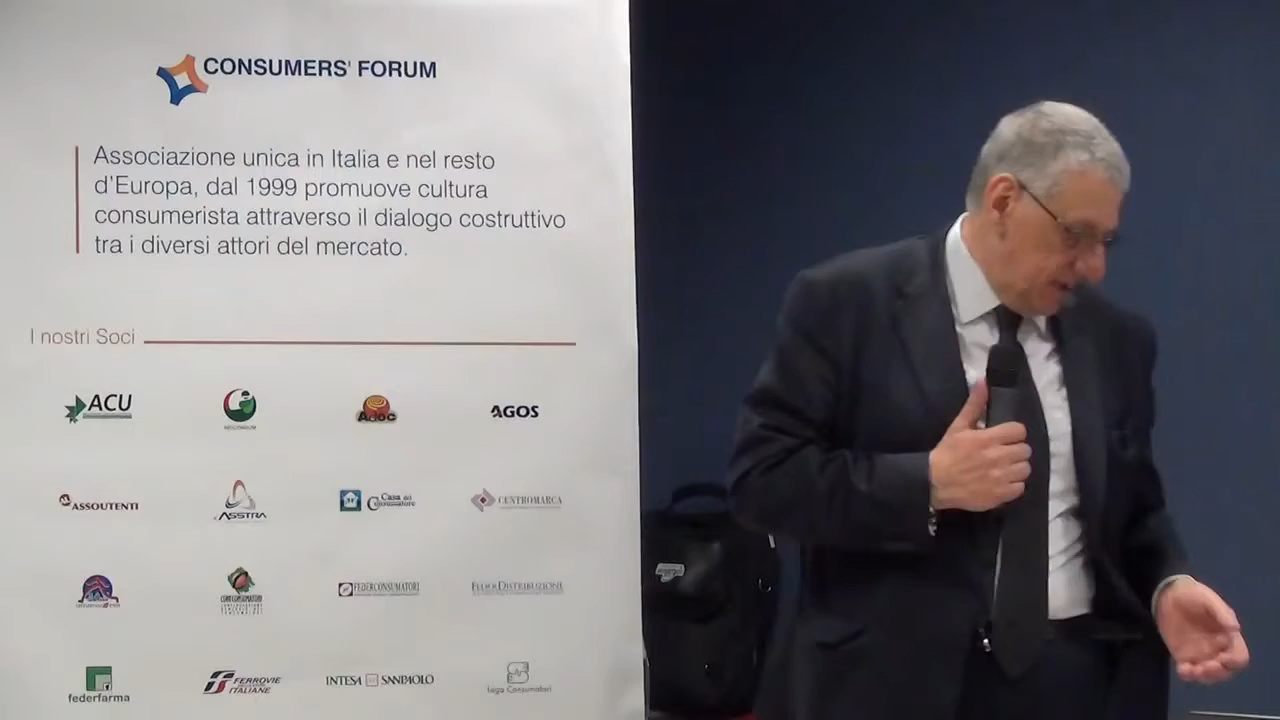 CONSUMERS' FORUM
Associazione unica in Italia e nel resto
d'Europa, dal 1999 promuove cultura
consumerista attraverso il dialogo costruttivo
tra i diversi attori del mercato.
I nostri Soci
ACU
Adoc
AGOS
ASSOUTENTI
ASSTRA
Casa del
Consumatore
CENTROMARCA
CONFCONSUMATORI
FEDERCONSUMATORI
FEDERDISTRIBUZIONE
federfarma
FERROVIE
ITALIANE
INTESA SANPAOLO
lega Consumatori